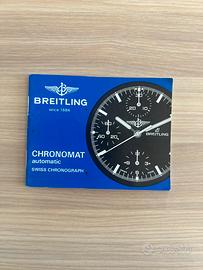 BREITLING
since 1884
CHRONOMAT
automatic
SWISS CHRONOGRAPH
BREITLING